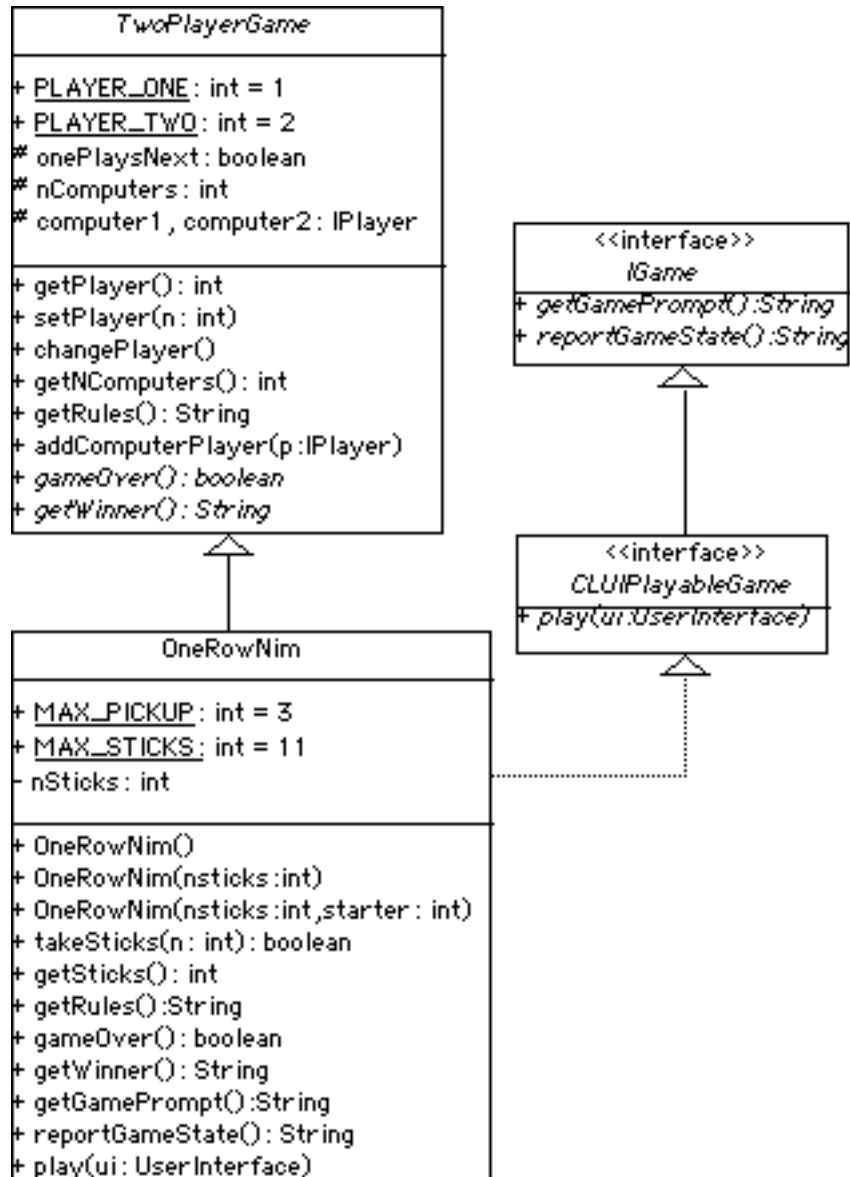 TwoPlayerGame
+ PLAYER_ONE: int = 1
+ PLAYER_TWO: int = 2
# onePlaysNext: boolean
# nComputers: int
# computer1, computer2: IPlayer
+ getPlayer(): int
+ setPlayer(n: int)
+ changePlayer()
+ getNComputers(): int
+ getRules(): String
+ addComputerPlayer(p:IPlayer)
+ gameOver(): boolean
+ getWinner(): String
<<interface>>
IGame
+ getGamePrompt():String
+ reportGameState():String
<<interface>>
CLUIPlayableGame
+ play(ui:UserInterface)
OneRowNim
+ MAX_PICKUP: int = 3
+ MAX_STICKS: int = 11
- nSticks: int
+ OneRowNim()
+ OneRowNim(nsticks:int)
+ OneRowNim(nsticks:int,starter: int)
+ takeSticks(n: int): boolean
+ getSticks(): int
+ getRules():String
+ gameOver(): boolean
+ getWinner(): String
+ getGamePrompt():String
+ reportGameState(): String
+ play(ui: UserInterface)